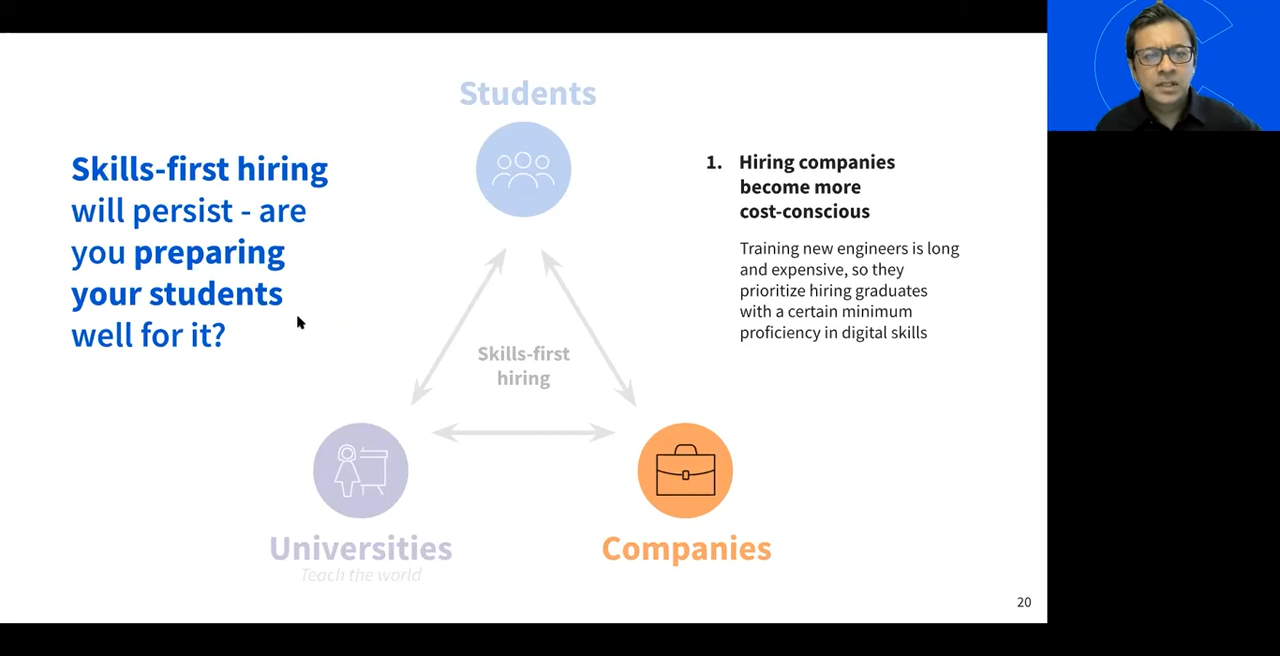 Students
Skills-first hiring
will persist - are
you preparing
your students
well for it?
1. Hiring companies
become more
cost-conscious
Training new engineers is long
and expensive, so they
prioritize hiring graduates
with a certain minimum
proficiency in digital skills
Skills-first
hiring
Universities
Teach the world
Companies
20